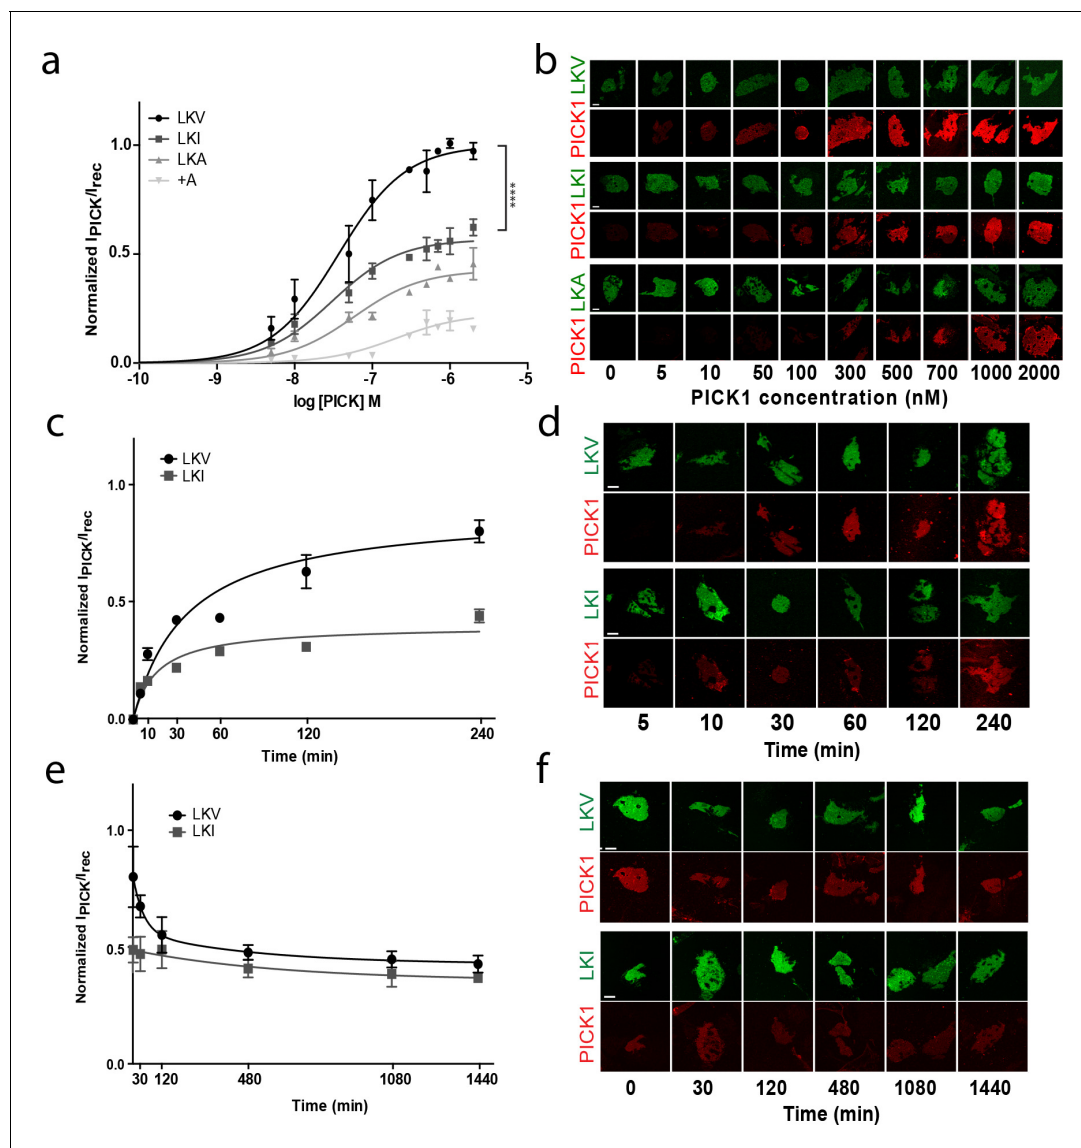 a
Normalized IPICK/Irec
LKV
LKI
LKA
+A
1.0
0.5
0.0
****
-10 -9 -8 -7 -6 -5
log [PICK] M
b
LKV
PICK1
LKI
PICK1
LKA
PICK1
0 5 10 50 100 300 500 700 1000 2000
PICK1 concentration (nM)
c
Normalized IPICK/Irec
LKV
LKI
1.0
0.5
0.0
10 30 60 120 240
Time (min)
d
LKV
PICK1
LKI
PICK1
5 10 30 60 120 240
Time (min)
e
Normalized IPICK/Irec
LKV
LKI
1.0
0.5
0.0
30 120 480 1080 1440
Time (min)
f
LKV
PICK1
LKI
PICK1
0 30 120 480 1080 1440
Time (min)